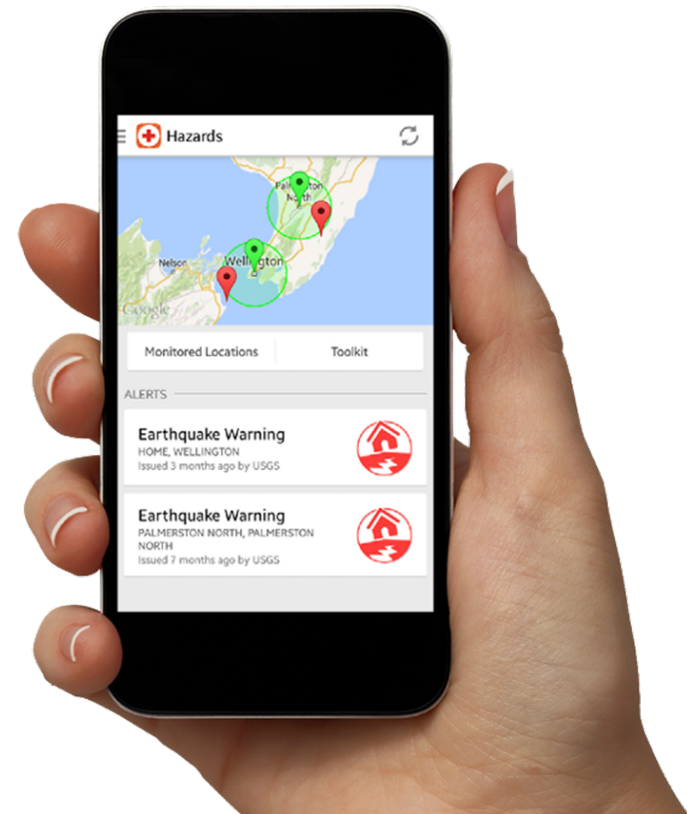 Hazards
Palmerston
North
Nelson
Wellington
Google
Monitored Locations
Toolkit
ALERTS
Earthquake Warning
HOME, WELLINGTON
Issued 3 months ago by USGS
Earthquake Warning
PALMERSTON NORTH, PALMERSTON
NORTH
Issued 7 months ago by USGS